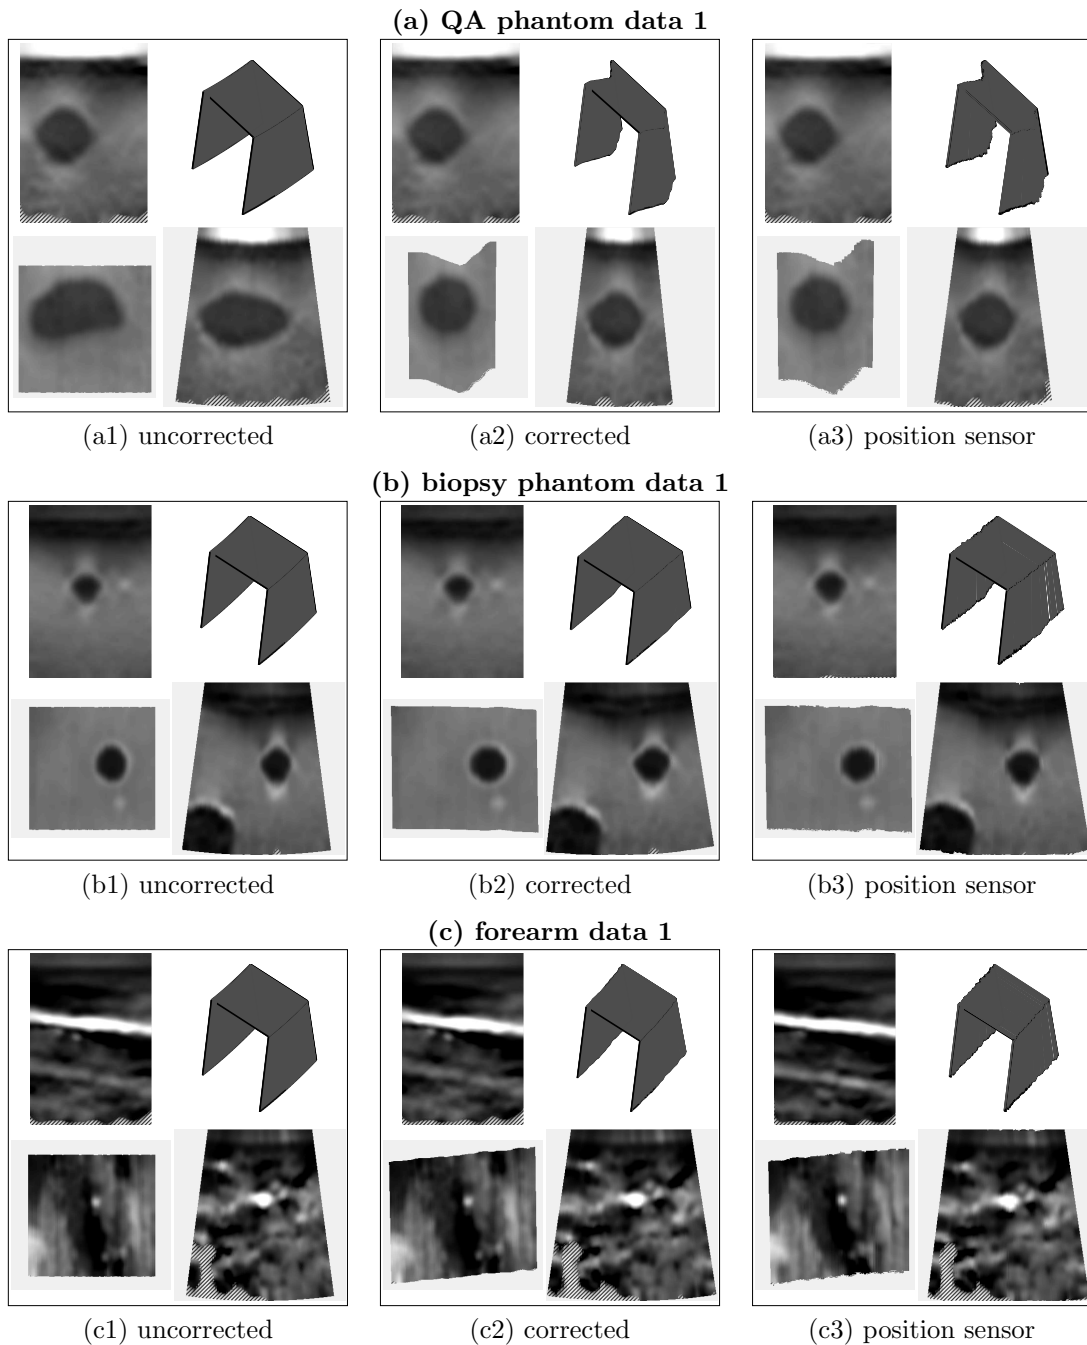 (a) QA phantom data 1
(a1) uncorrected
(a2) corrected
(a3) position sensor
(b) biopsy phantom data 1
(b1) uncorrected
(b2) corrected
(b3) position sensor
(c) forearm data 1
(c1) uncorrected
(c2) corrected
(c3) position sensor